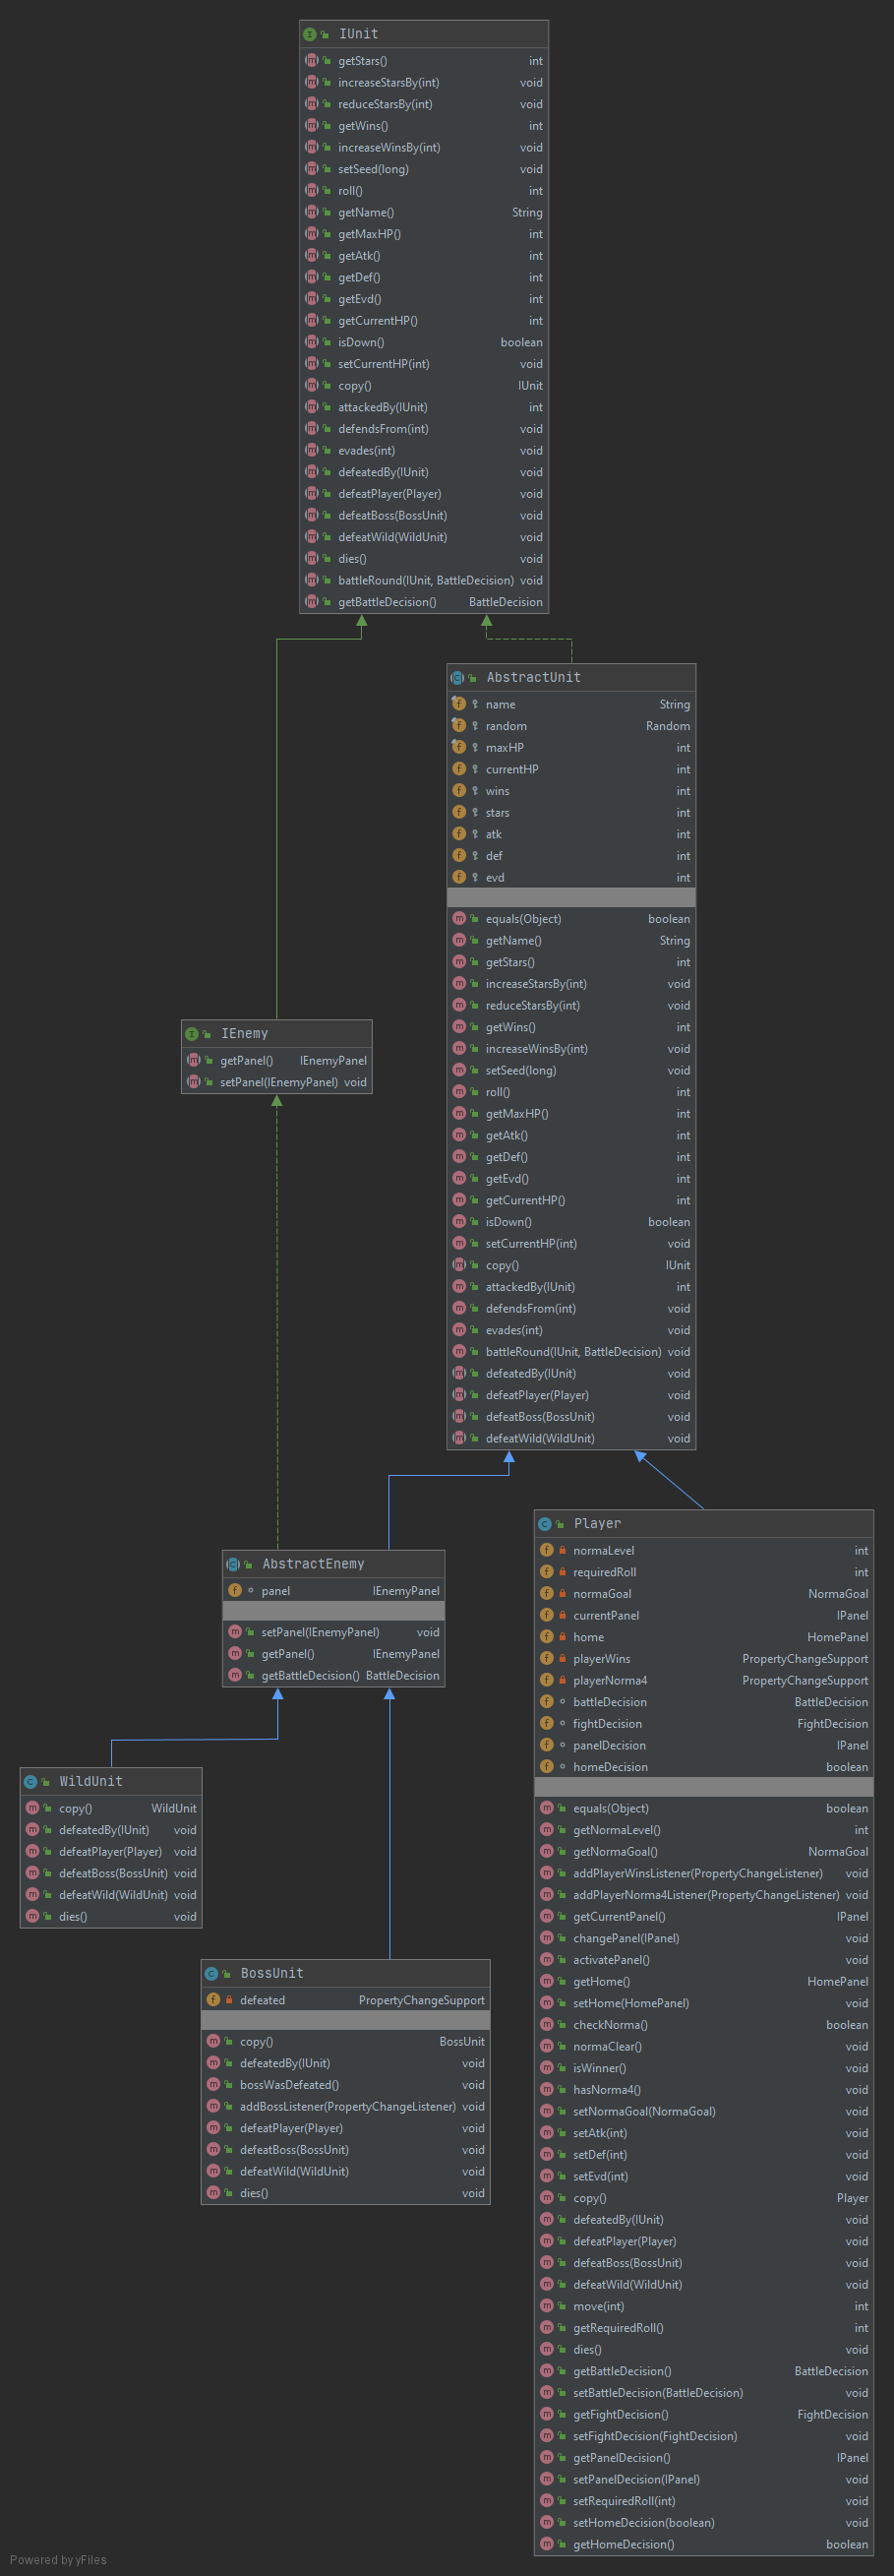 IUnit
getStars() int
increaseStarsBy(int) void
reduceStarsBy(int) void
getWins() int
increaseWinsBy(int) void
setSeed(long) void
roll() int
getName() String
getMaxHP() int
getAtk() int
getDef() int
getEvd() int
getCurrentHP() int
isDown() boolean
setCurrentHP(int) void
copy() IUnit
attackedBy(IUnit) int
defendsFrom(int) void
evades(int) void
defeatedBy(IUnit) void
defeatPlayer(Player) void
defeatBoss(BossUnit) void
defeatWild(WildUnit) void
dies() void
battleRound(IUnit, BattleDecision) void
getBattleDecision() BattleDecision
AbstractUnit
name String
random Random
maxHP int
currentHP int
wins int
stars int
atk int
def int
evd int
equals(Object) boolean
getName() String
getStars() int
increaseStarsBy(int) void
reduceStarsBy(int) void
getWins() int
increaseWinsBy(int) void
setSeed(long) void
roll() int
getMaxHP() int
getAtk() int
getDef() int
getEvd() int
getCurrentHP() int
isDown() boolean
setCurrentHP(int) void
copy() IUnit
attackedBy(IUnit) int
defendsFrom(int) void
evades(int) void
battleRound(IUnit, BattleDecision) void
defeatedBy(IUnit) void
defeatPlayer(Player) void
defeatBoss(BossUnit) void
defeatWild(WildUnit) void
IEnemy
getPanel() IEnemyPanel
setPanel(IEnemyPanel) void
AbstractEnemy
panel IEnemyPanel
setPanel(IEnemyPanel) void
getPanel() IEnemyPanel
getBattleDecision() BattleDecision
WildUnit
copy() WildUnit
defeatedBy(IUnit) void
defeatPlayer(Player) void
defeatBoss(BossUnit) void
defeatWild(WildUnit) void
dies() void
BossUnit
defeated PropertyChangeSupport
copy() BossUnit
defeatedBy(IUnit) void
bossWasDefeated() void
addBossListener(PropertyChangeListener) void
defeatPlayer(Player) void
defeatBoss(BossUnit) void
defeatWild(WildUnit) void
dies() void
Player
normaLevel int
requiredRoll int
normaGoal NormaGoal
currentPanel IPanel
home HomePanel
playerWins PropertyChangeSupport
playerNorma4 PropertyChangeSupport
battleDecision BattleDecision
fightDecision FightDecision
panelDecision IPanel
homeDecision boolean
equals(Object) boolean
getNormaLevel() int
getNormaGoal() NormaGoal
addPlayerWinsListener(PropertyChangeListener) void
addPlayerNorma4Listener(PropertyChangeListener) void
getCurrentPanel() IPanel
changePanel(IPanel) void
activatePanel() void
getHome() HomePanel
setHome(HomePanel) void
checkNorma() boolean
normaClear() void
isWinner() void
hasNorma4() void
setNormaGoal(NormaGoal) void
setAtk(int) void
setDef(int) void
setEvd(int) void
copy() Player
defeatedBy(IUnit) void
defeatPlayer(Player) void
defeatBoss(BossUnit) void
defeatWild(WildUnit) void
move(int) int
getRequiredRoll() int
dies() void
getBattleDecision() BattleDecision
setBattleDecision(BattleDecision) void
getFightDecision() FightDecision
setFightDecision(FightDecision) void
getPanelDecision() IPanel
setPanelDecision(IPanel) void
setRequiredRoll(int) void
setHomeDecision(boolean) void
getHomeDecision() boolean
Powered by yFiles